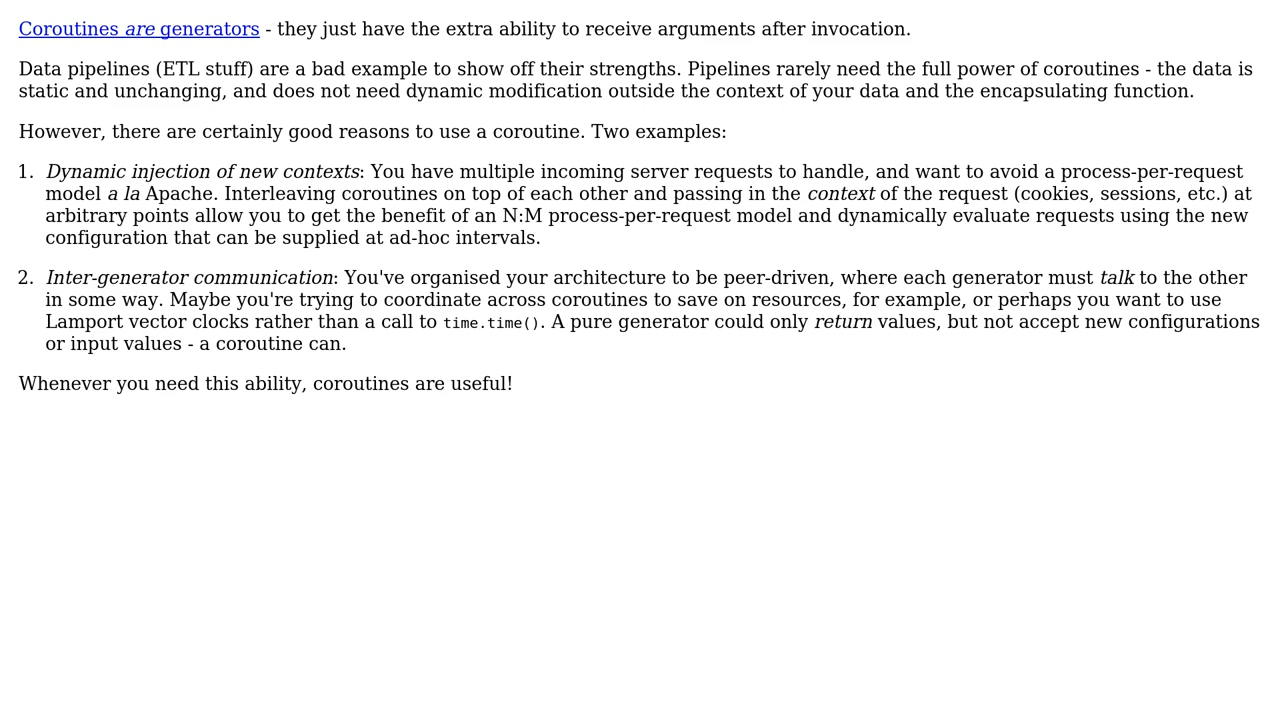 Coroutines are generators - they just have the extra ability to receive arguments after invocation.
Data pipelines (ETL stuff) are a bad example to show off their strengths. Pipelines rarely need the full power of coroutines - the data is
static and unchanging, and does not need dynamic modification outside the context of your data and the encapsulating function.
However, there are certainly good reasons to use a coroutine. Two examples:
1. Dynamic injection of new contexts: You have multiple incoming server requests to handle, and want to avoid a process-per-request
model a la Apache. Interleaving coroutines on top of each other and passing in the context of the request (cookies, sessions, etc.) at
arbitrary points allow you to get the benefit of an N:M process-per-request model and dynamically evaluate requests using the new
configuration that can be supplied at ad-hoc intervals.
2. Inter-generator communication: You've organised your architecture to be peer-driven, where each generator must talk to the other
in some way. Maybe you're trying to coordinate across coroutines to save on resources, for example, or perhaps you want to use
Lamport vector clocks rather than a call to time.time(). A pure generator could only return values, but not accept new configurations
or input values - a coroutine can.
Whenever you need this ability, coroutines are useful!